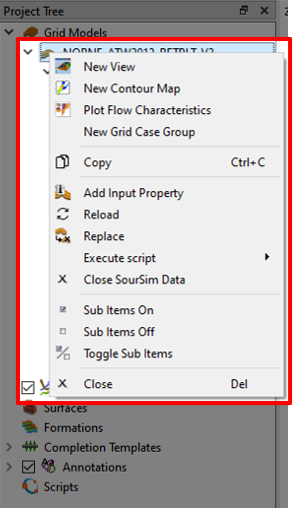 Project Tree
Grid Models
NORNE_ATW2013_RFTPLT_V2
New View
New Contour Map
Plot Flow Characteristics
New Grid Case Group
Copy Ctrl+C
Add Input Property
Reload
Replace
Execute script
Close SourSim Data
Sub Items On
Sub Items Off
Toggle Sub Items
Close Del
Surfaces
Formations
Completion Templates
Annotations
Scripts